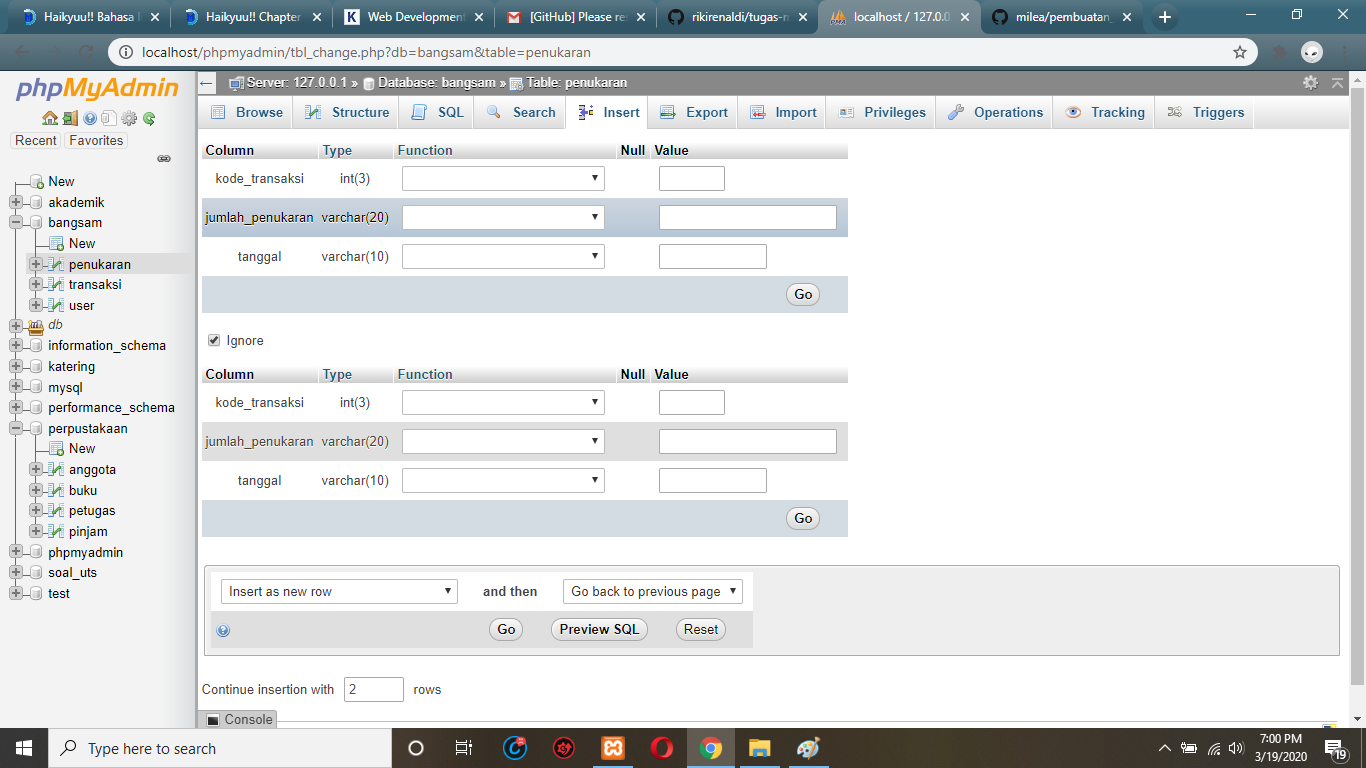 Haikyuu!! Bahasa I
Haikyuu!! Chapter
Web Development
[GitHub] Please re
rikirenaldi/tugas-m
localhost / 127.0.0
milea/pembuatan_
localhost/phpmyadmin/tbl_change.php?db=bangsam&table=penukaran
phpMyAdmin
Recent Favorites
New
akademik
bangsam
New
penukaran
transaksi
user
db
information_schema
katering
mysql
performance_schema
perpustakaan
New
anggota
buku
petugas
pinjam
phpmyadmin
soal_uts
test
Server: 127.0.0.1 » Database: bangsam » Table: penukaran
Browse Structure SQL Search Insert Export Import Privileges Operations Tracking Triggers
Column Type Function Null Value
kode_transaksi int(3)
jumlah_penukaran varchar(20)
tanggal varchar(10)
Go
Ignore
Column Type Function Null Value
kode_transaksi int(3)
jumlah_penukaran varchar(20)
tanggal varchar(10)
Go
Insert as new row and then Go back to previous page
Go Preview SQL Reset
Continue insertion with 2 rows
Console
Type here to search
7:00 PM
3/19/2020
19